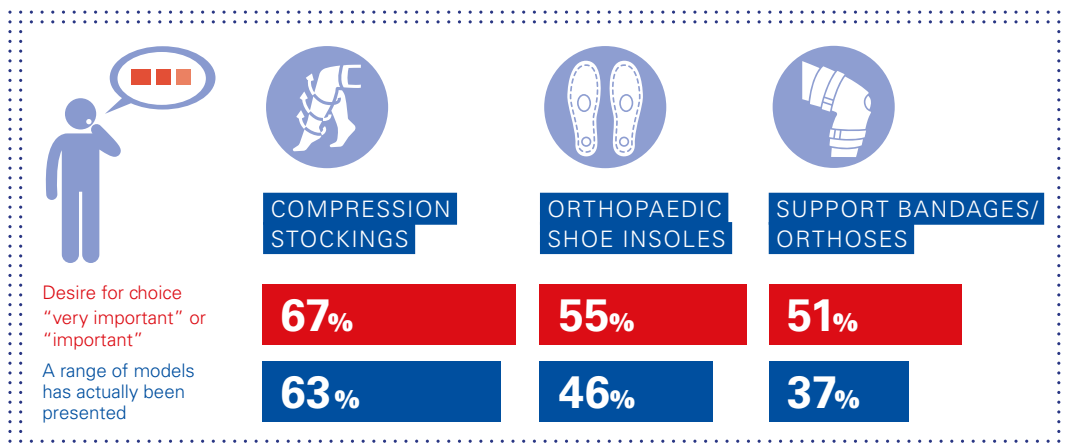 COMPRESSION
STOCKINGS
ORTHOPAEDIC
SHOE INSOLES
SUPPORT BANDAGES/
ORTHOSES
Desire for choice
“very important” or
“important”
67%
55%
51%
A range of models
has actually been
presented
63%
46%
37%